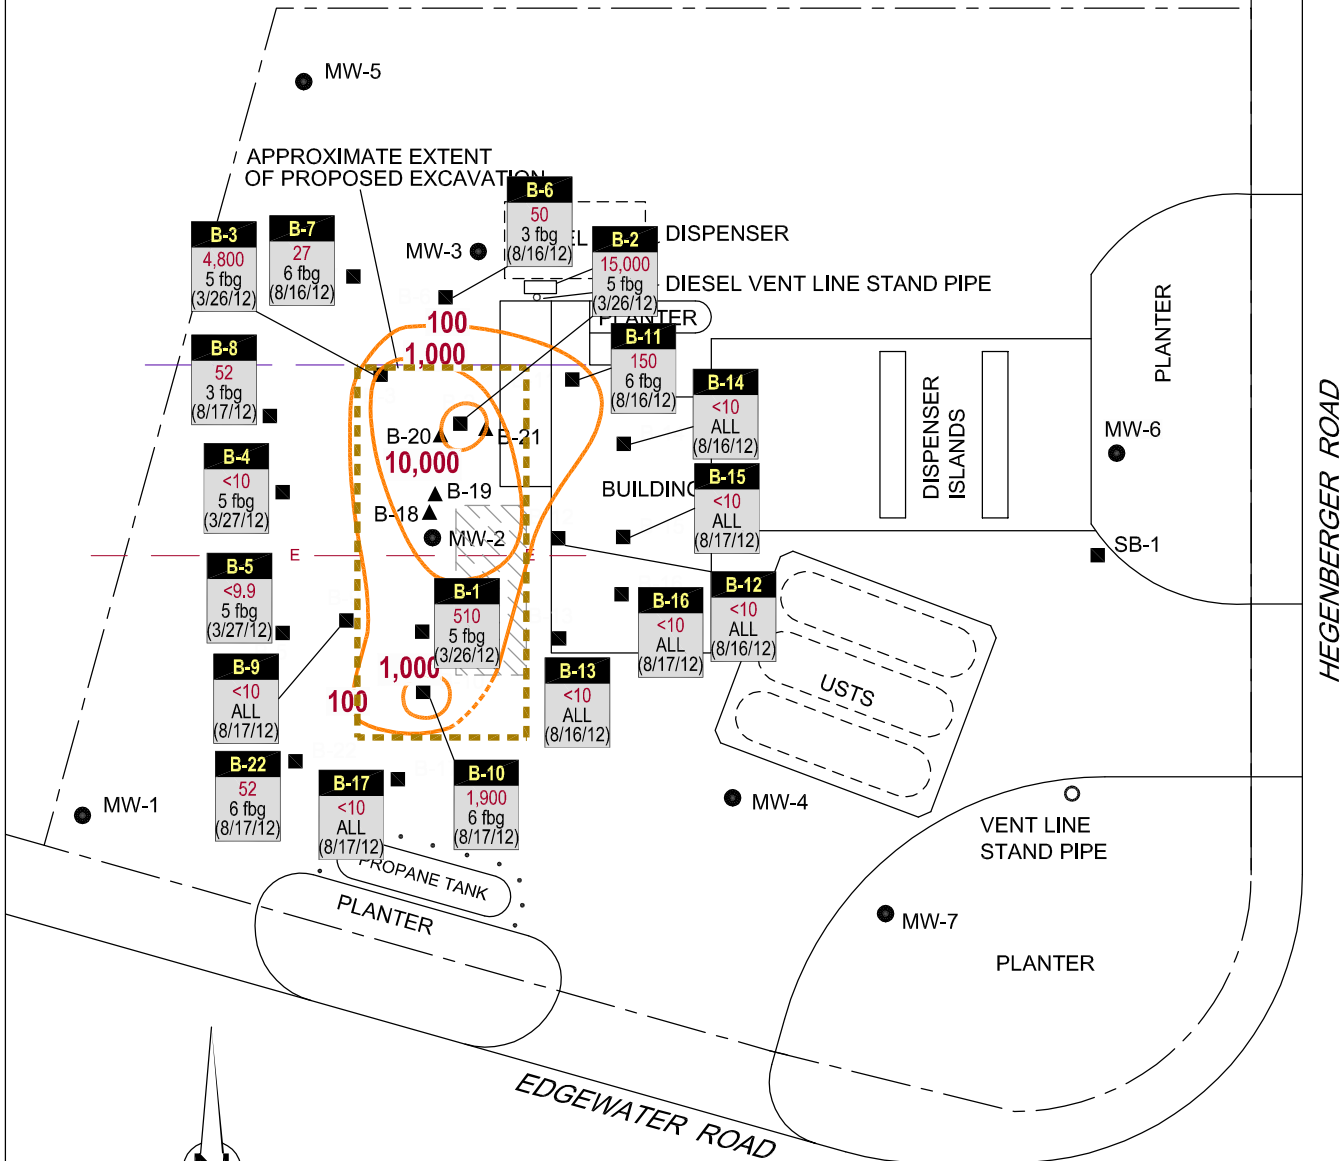 MW-5
APPROXIMATE EXTENT
OF PROPOSED EXCAVATION
B-6
50
3 fbg
(8/16/12)
B-3
4,800
5 fbg
(3/26/12)
B-7
27
6 fbg
(8/16/12)
MW-3
B-2
15,000
5 fbg
(3/26/12)
DISPENSER
DIESEL VENT LINE STAND PIPE
PLANTER
100
1,000
B-11
150
6 fbg
(8/16/12)
B-8
52
3 fbg
(8/17/12)
B-14
<10
ALL
(8/16/12)
DISPENSER
ISLANDS
PLANTER
HEGENBERGER ROAD
MW-6
B-20
B-21
10,000
B-4
<10
5 fbg
(3/27/12)
B-19
B-18
MW-2
BUILDING
B-15
<10
ALL
(8/17/12)
E
E
SB-1
B-5
<9.9
5 fbg
(3/27/12)
B-1
510
5 fbg
(3/26/12)
B-16
<10
ALL
(8/17/12)
B-12
<10
ALL
(8/16/12)
B-9
<10
ALL
(8/17/12)
1,000
100
B-13
<10
ALL
(8/16/12)
USTS
B-22
52
6 fbg
(8/17/12)
B-17
<10
ALL
(8/17/12)
B-10
1,900
6 fbg
(8/17/12)
MW-1
MW-4
VENT LINE
STAND PIPE
PROPANE TANK
PLANTER
MW-7
PLANTER
EDGEWATER ROAD